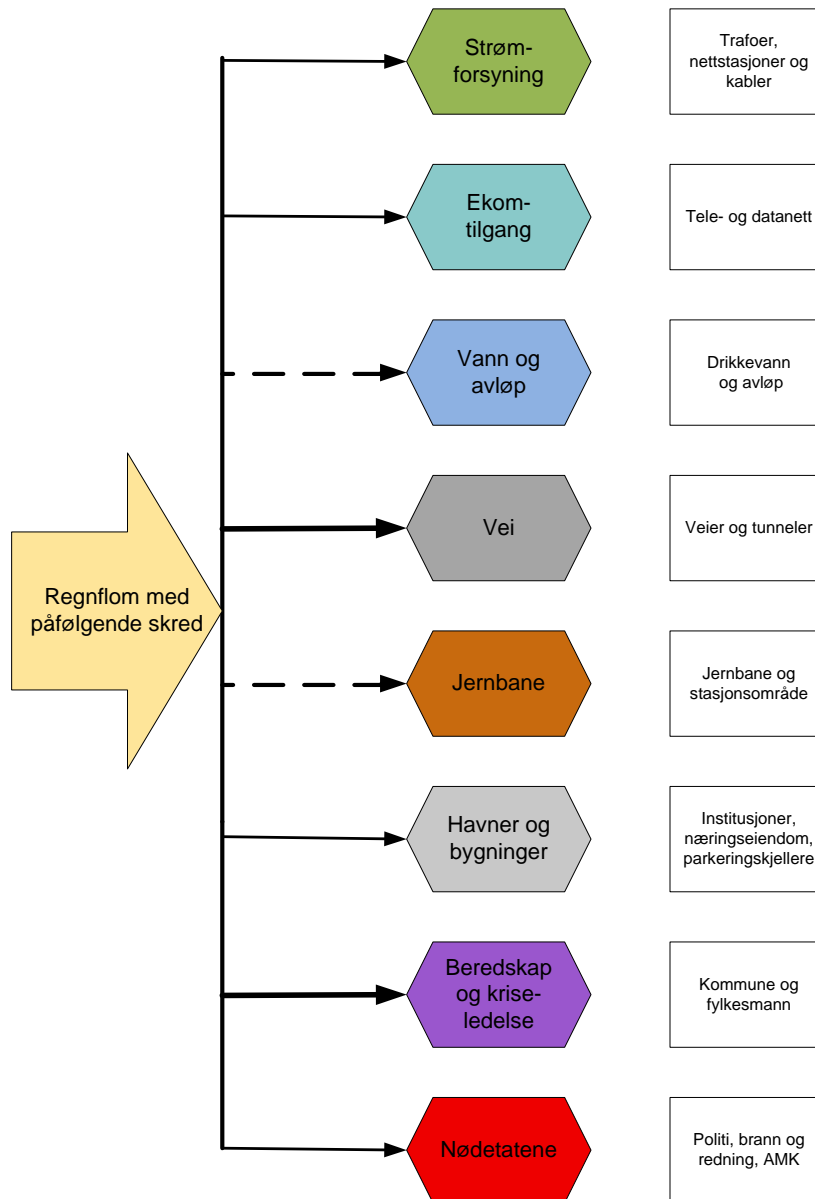 Strøm-
forsyning
Trafoer,
nettstasjoner og
kabler
Ekom-
tilgang
Tele- og datanett
Vann og
avløp
Drikkevann
og avløp
Vei
Veier og tunneler
Regnflom med
påfølgende skred
Jernbane
Jernbane og
stasjonsområde
Havner og
bygninger
Institusjoner,
næringseiendom,
parkeringskjellere
Beredskap
og krise-
ledelse
Kommune og
fylkesmann
Nødetatene
Politi, brann og
redning, AMK